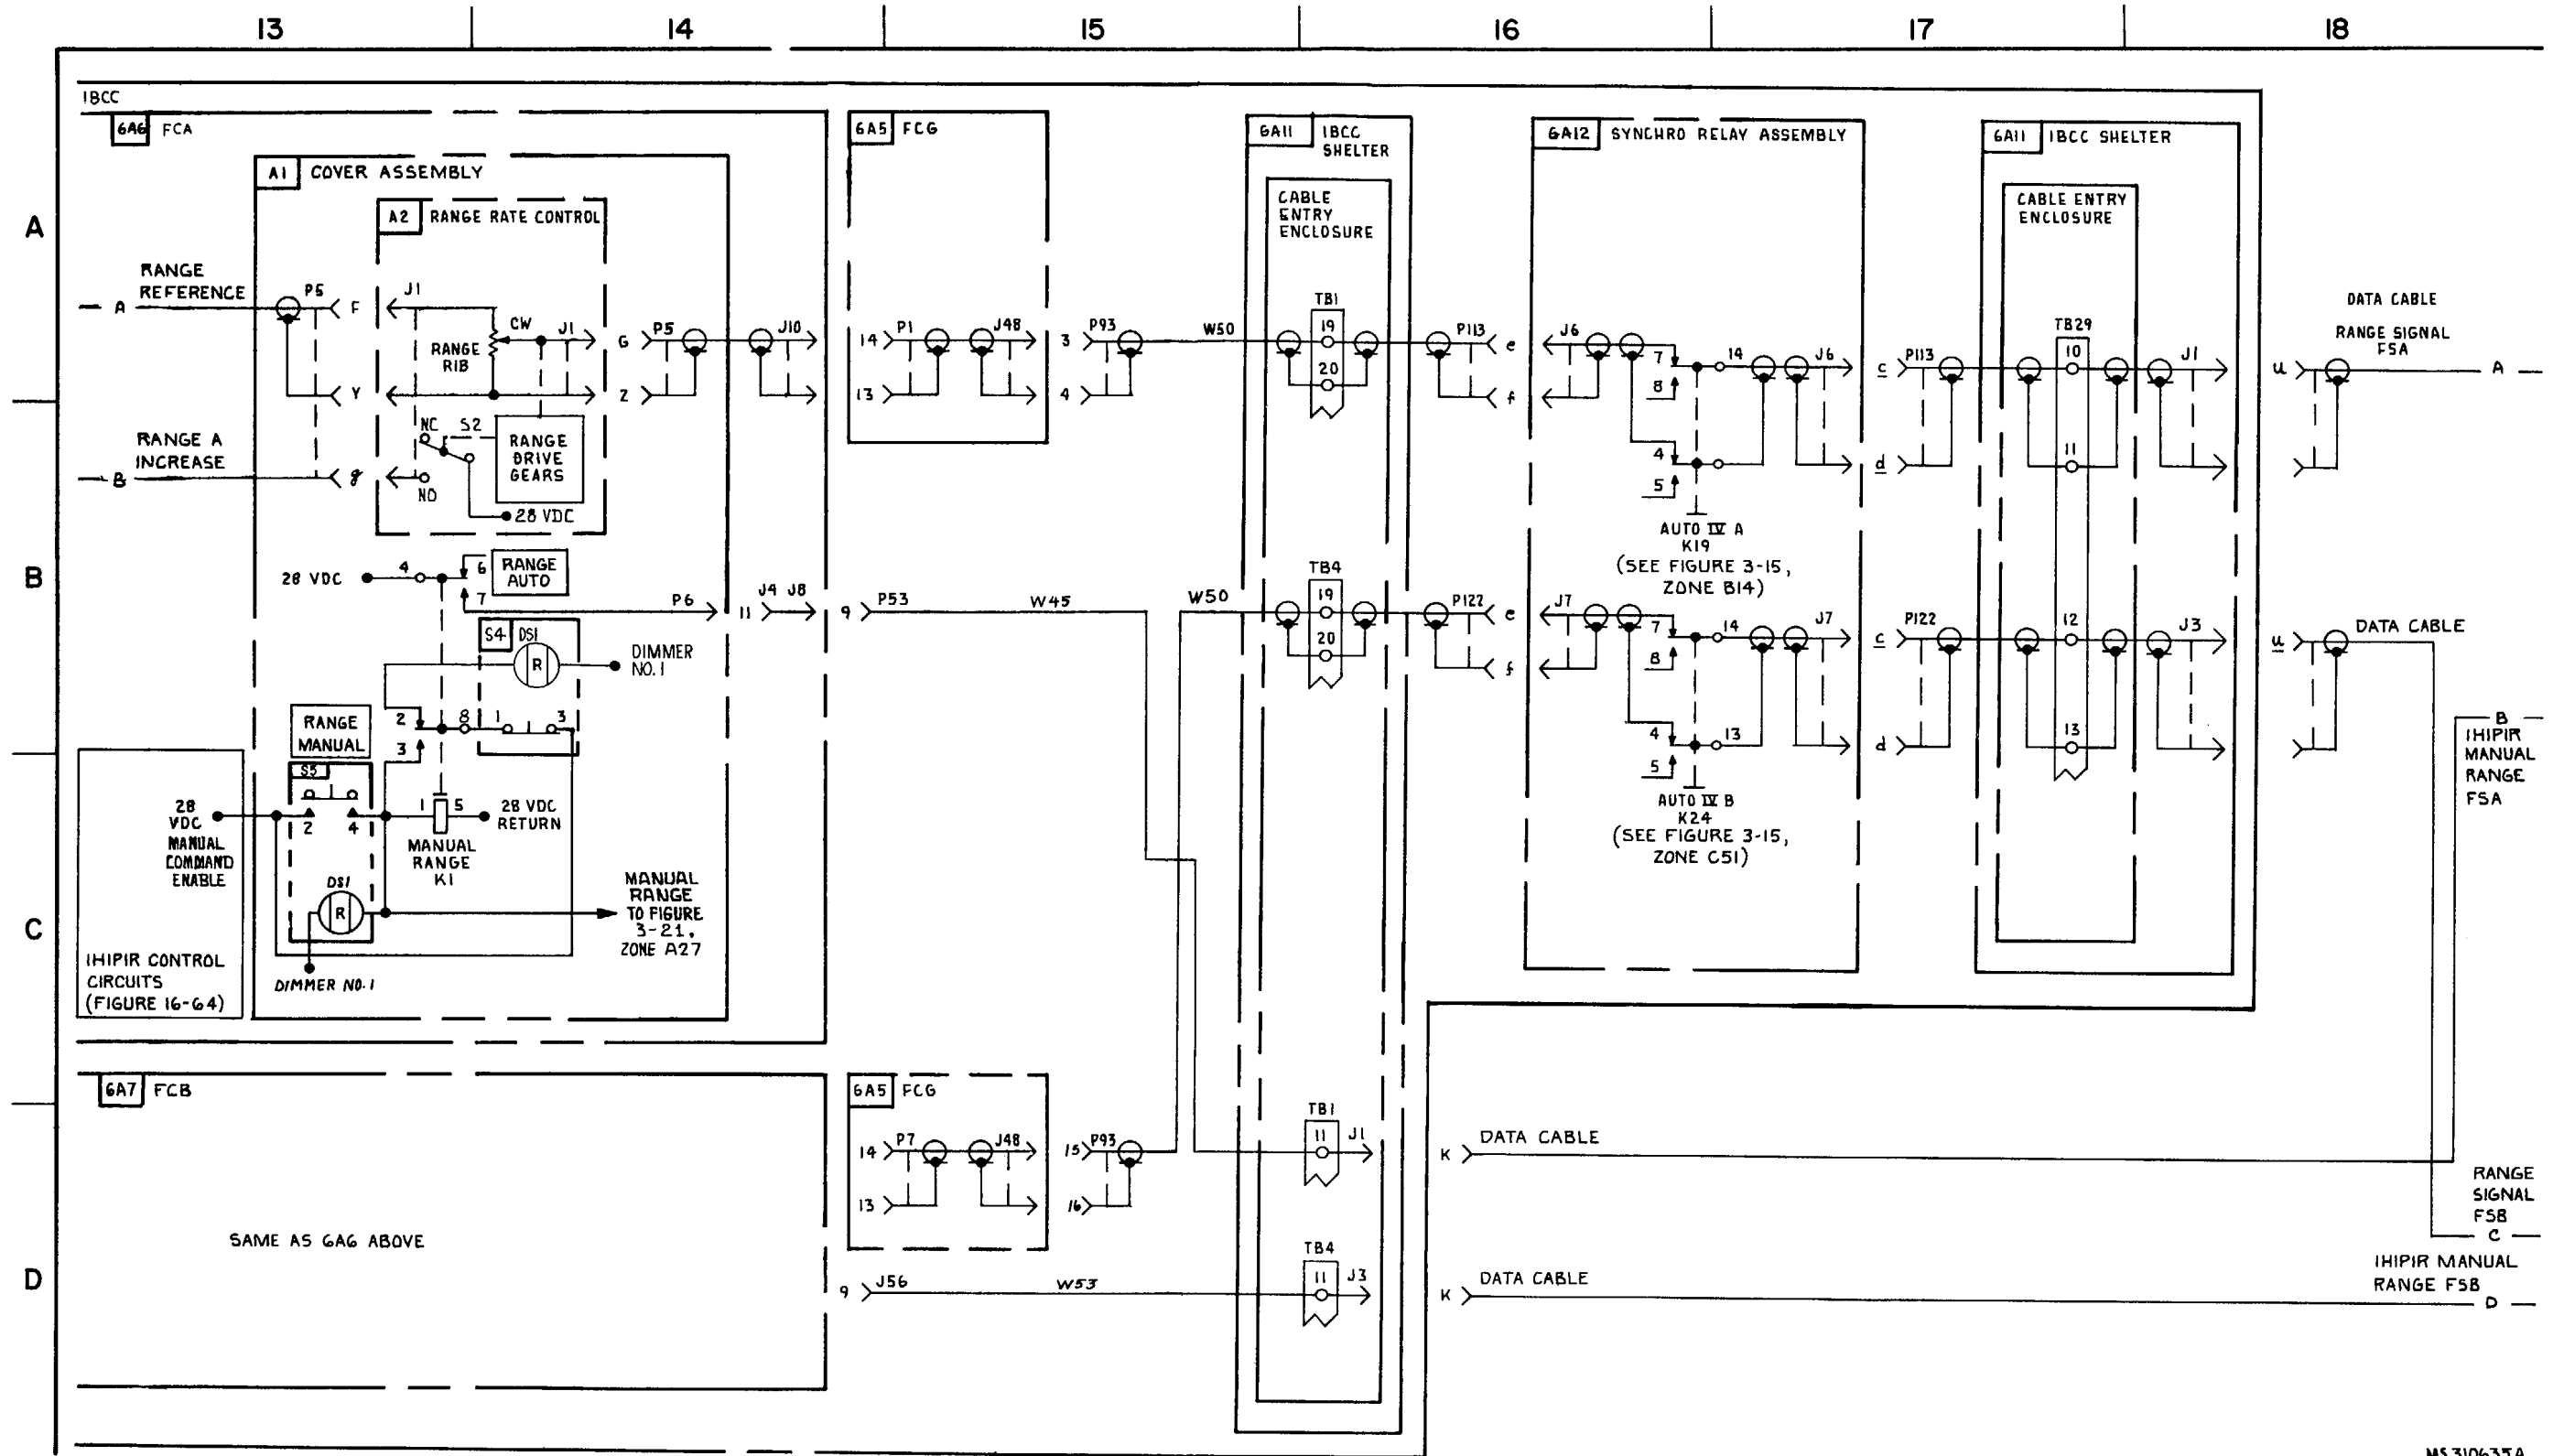 13 14 15 16 17 18
A
B
C
D
IBCC
6A6 FCA
A1 COVER ASSEMBLY
A2 RANGE RATE CONTROL
RANGE
REFERENCE
A
P5 F
J1
CW
J1
G P5
J10
RANGE
R1B
Y
Z
RANGE A
INCREASE
B
g
NC S2
NO
RANGE
DRIVE
GEARS
28 VDC
28 VDC 4
6
7
RANGE
AUTO
P6
11 J4 J8
9 P53
W45
S4 DS1
R
DIMMER
NO.1
2
3
8 1 3
RANGE
MANUAL
S3
28
VDC
MANUAL
COMMAND
ENABLE
2 4
1 5
28 VDC
RETURN
MANUAL
RANGE
K1
DS1
R
DIMMER NO.1
MANUAL
RANGE
TO FIGURE
3-21,
ZONE A27
IHIPIR CONTROL
CIRCUITS
(FIGURE 16-64)
6A5 FCG
14 P1 J48
13
3 P93
4
W50
6A11 IBCC
SHELTER
CABLE
ENTRY
ENCLOSURE
TB1
19
20
P113 e
f
TB4
19
20
W50
P122 e
f
6A12 SYNCHRO RELAY ASSEMBLY
J6
7
8
14
J6
4
5
AUTO IV A
K19
(SEE FIGURE 3-15,
ZONE B14)
J7
7
8
14
J7
4
5
13
AUTO IV B
K24
(SEE FIGURE 3-15,
ZONE C51)
6A11 IBCC SHELTER
CABLE ENTRY
ENCLOSURE
c P113
d
TB29
10
11
J1
c P122
d
12
13
J3
DATA CABLE
RANGE SIGNAL
FSA
u
A
u
DATA CABLE
B
IHIPIR
MANUAL
RANGE
FSA
6A7 FCB
SAME AS 6A6 ABOVE
6A5 FCG
14 P7 J48
13
15 P93
16
9 J56
W53
TB1
11 J1
TB4
11 J3
K DATA CABLE
K DATA CABLE
RANGE
SIGNAL
FSB
C
IHIPIR MANUAL
RANGE FSB
D
MS 310635A